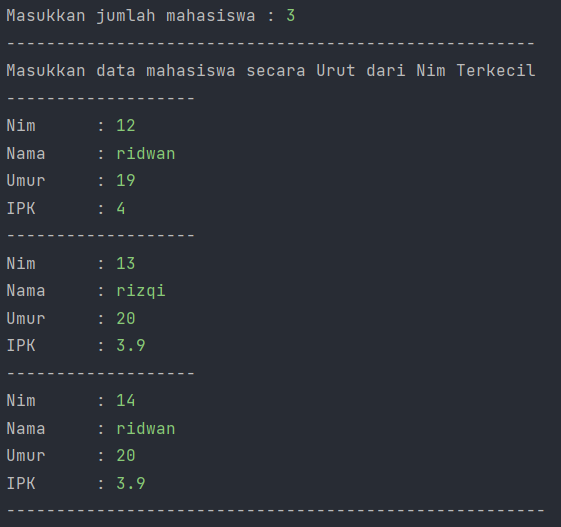 Masukkan jumlah mahasiswa : 3
-----------------------------------------------------
Masukkan data mahasiswa secara Urut dari Nim Terkecil
-------------------
Nim      : 12
Nama     : ridwan
Umur     : 19
IPK      : 4
-------------------
Nim      : 13
Nama     : rizqi
Umur     : 20
IPK      : 3.9
-------------------
Nim      : 14
Nama     : ridwan
Umur     : 20
IPK      : 3.9
------------------------------------------------------